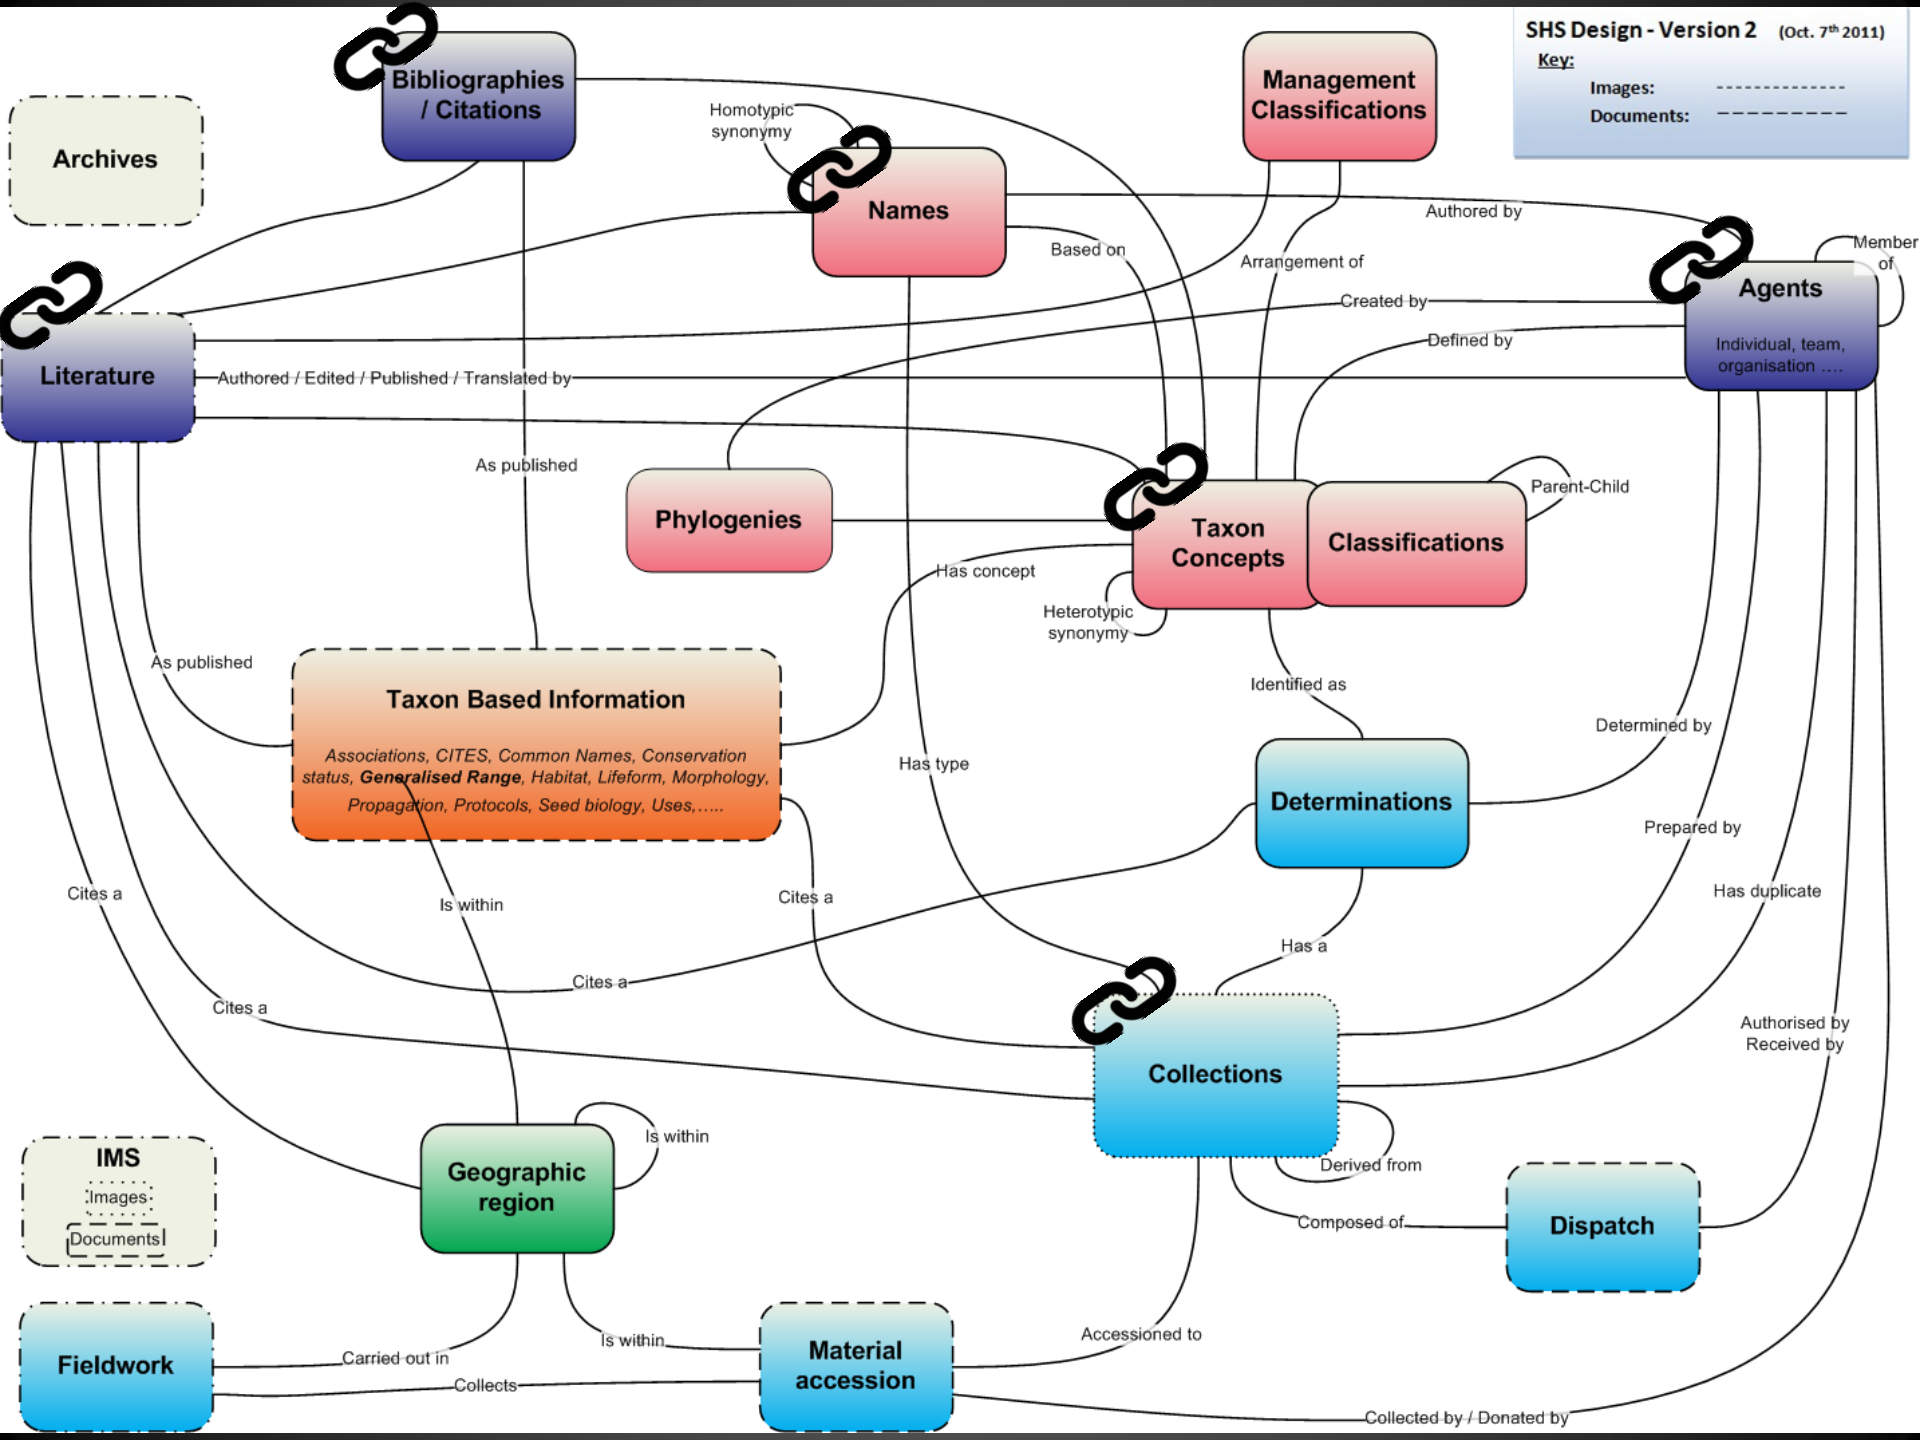 SHS Design - Version 2 (Oct. 7th 2011)
Key:
Images:
Documents:
Bibliographies
/ Citations
Management
Classifications
Archives
Homotypic
synonymy
Names
Authored by
Based on
Arrangement of
Member
of
Agents
Individual, team,
organisation ....
Created by
Defined by
Literature
Authored / Edited / Published / Translated by
As published
Phylogenies
Taxon
Concepts
Classifications
Parent-Child
Has concept
Heterotypic
synonymy
As published
Identified as
Taxon Based Information
Associations, CITES, Common Names, Conservation
status, Generalised Range, Habitat, Lifeform, Morphology,
Propagation, Protocols, Seed biology, Uses,.....
Has type
Determined by
Determinations
Prepared by
Cites a
Is within
Cites a
Has duplicate
Has a
Cites a
Cites a
Authorised by
Received by
Collections
Is within
Derived from
IMS
Images
Documents
Geographic
region
Composed of
Dispatch
Fieldwork
Carried out in
Is within
Accessioned to
Material
accession
Collects
Collected by / Donated by